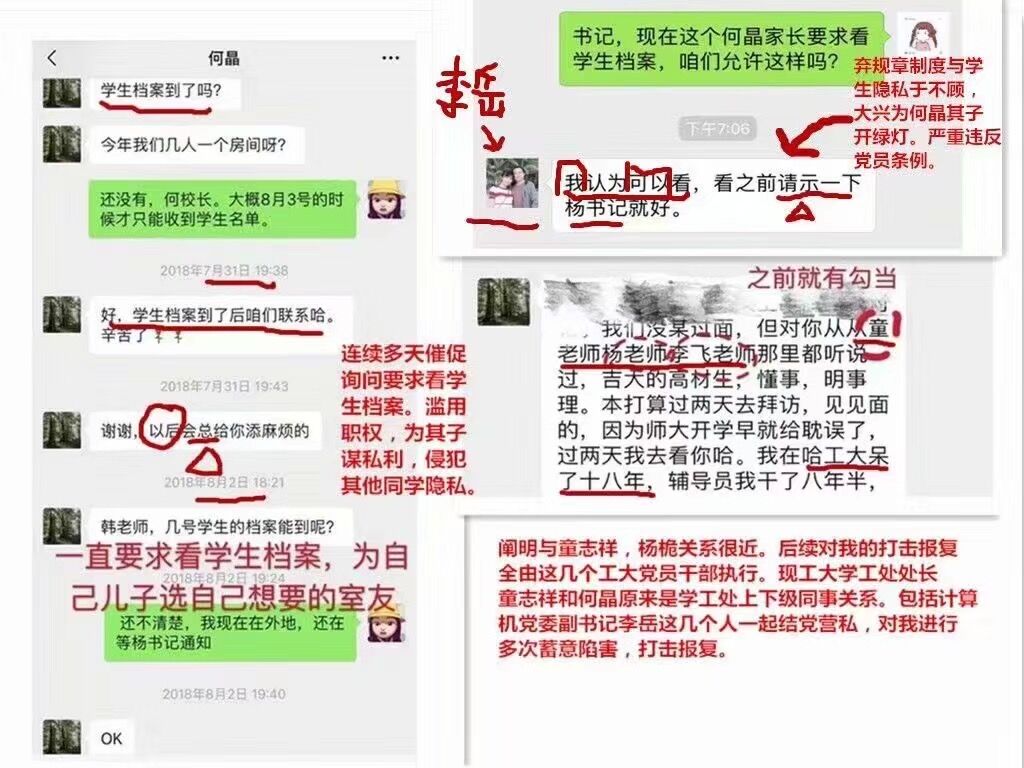 何晶
学生档案到了吗?
今年我们几人一个房间呀?
还没有,何校长。大概8月3号的时
候才只能收到学生名单。
2018年7月31日 19:38
好,学生档案到了后咱们联系哈。
辛苦了
2018年7月31日 19:43
谢谢,以后会总给你添麻烦的
2018年8月2日 18:21
韩老师,几号学生的档案能到呢?
一直要求看学生档案,为自
2018年8月2日 19:24
己儿子选自己想要的室友
还不清楚,我现在在外地,还在
等杨书记通知
2018年8月2日 19:40
OK
连续多天催促
询问要求看学
生档案。滥用
职权,为其子
谋私利,侵犯
其他同学隐私。
书记,现在这个何晶家长要求看
学生档案,咱们允许这样吗?
下午7:06
李岳
我认为可以看,看之前请示一下
杨书记就好。
弃规章制度与学
生隐私于不顾,
大兴为何晶其子
开绿灯。严重违反
党员条例。
之前就有勾当
我们没某过面,但对你从从童
老师杨老师李飞老师那里都听说
过,吉大的高材生,懂事,明事
理。本打算过两天去拜访,见见面
的,因为师大开学早就给耽误了,
过两天我去看你哈。我在哈工大呆
了十八年,辅导员我干了八年半,
阐明与童志祥,杨桅关系很近。后续对我的打击报复
全由这几个工大党员干部执行。现工大学工处处长
童志祥和何晶原来是学工处上下级同事关系。包括计算
机党委副书记李岳这几个人一起结党营私,对我进行
多次蓄意陷害,打击报复。